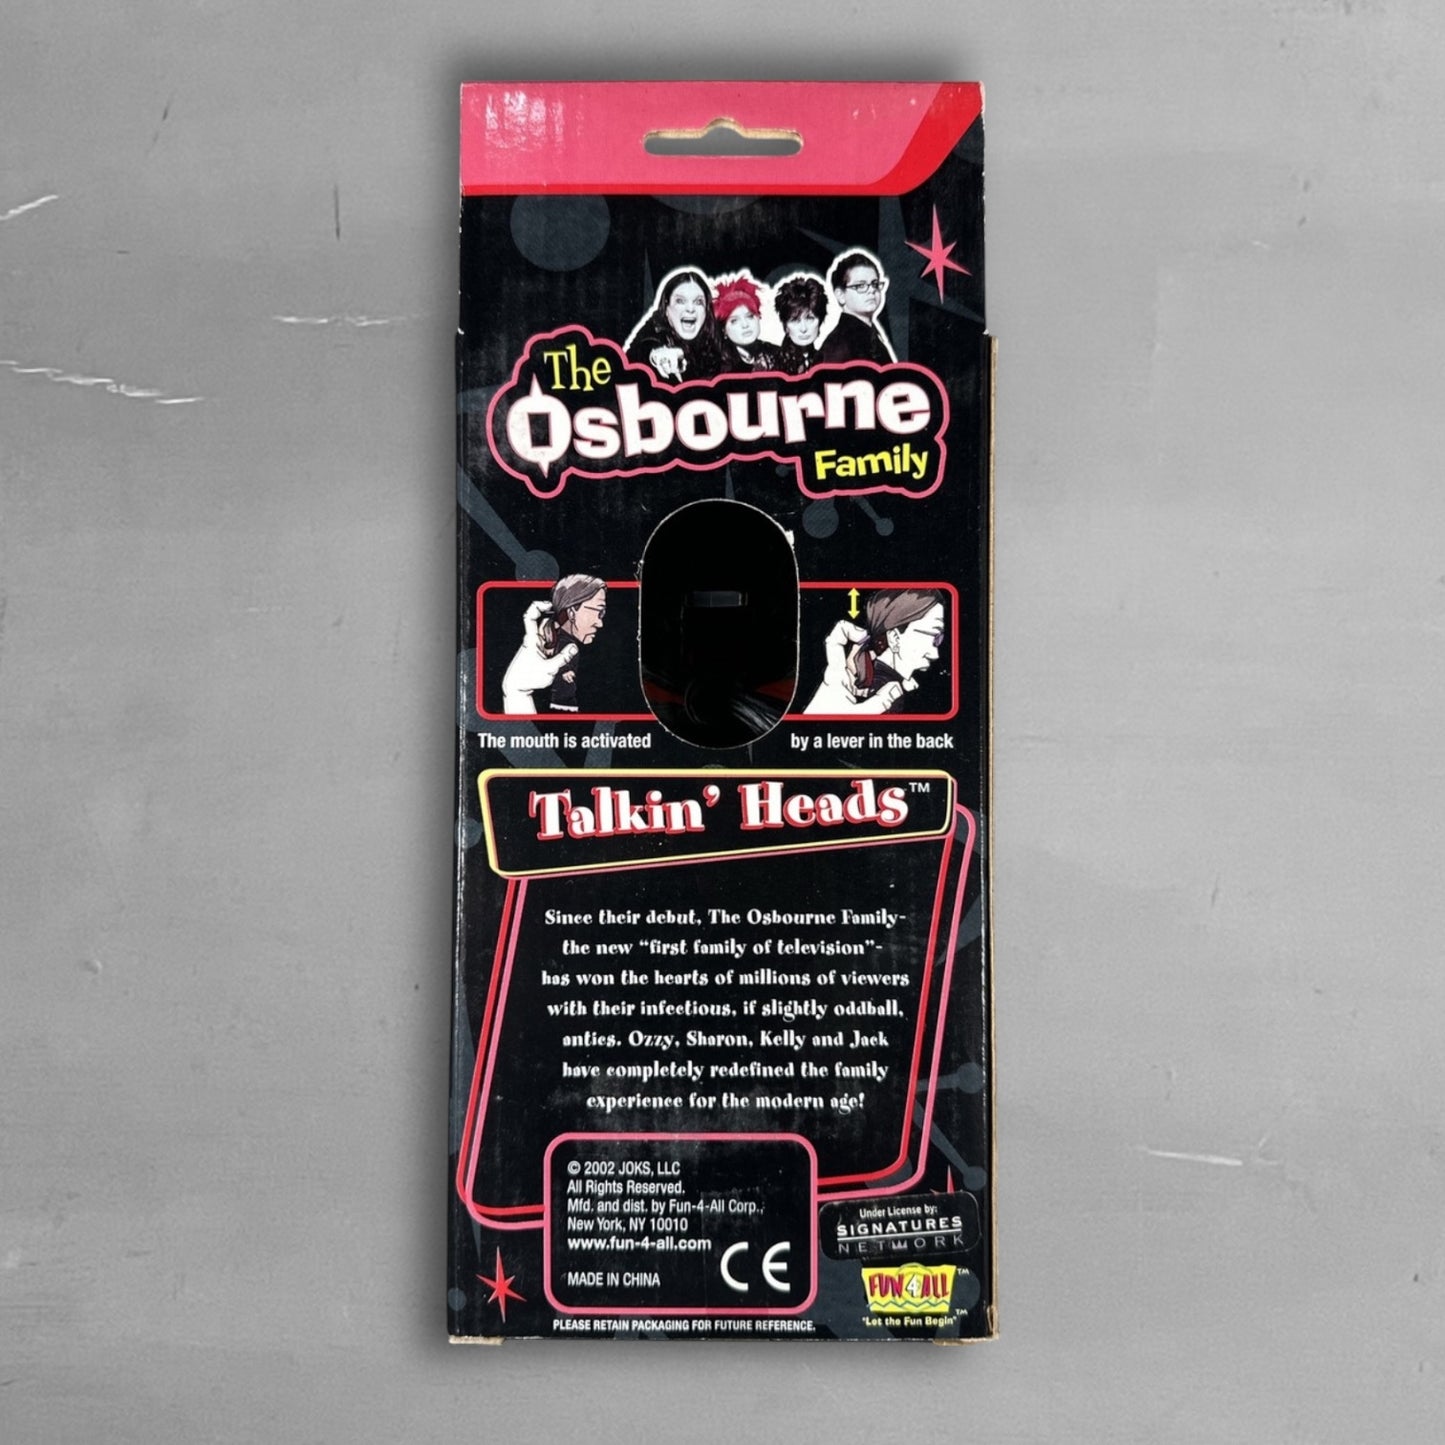 The
Osbourne
Family
The mouth is activated
by a lever in the back
Talkin' Heads™
Since their debut, The Osbourne Family-
the new "first family of television"-
has won the hearts of millions of viewers
with their infectious, if slightly oddball,
antics. Ozzy, Sharon, Kelly and Jack
have completely redefined the family
experience for the modern age!
© 2002 JOKS, LLC
All Rights Reserved.
Mfd. and dist. by Fun-4-All Corp.,
New York, NY 10010
www.fun-4-all.com
CE
MADE IN CHINA
Under License by:
SIGNATURES
NETWORK
FUN 4 ALL™
"Let the Fun Begin"™
PLEASE RETAIN PACKAGING FOR FUTURE REFERENCE.